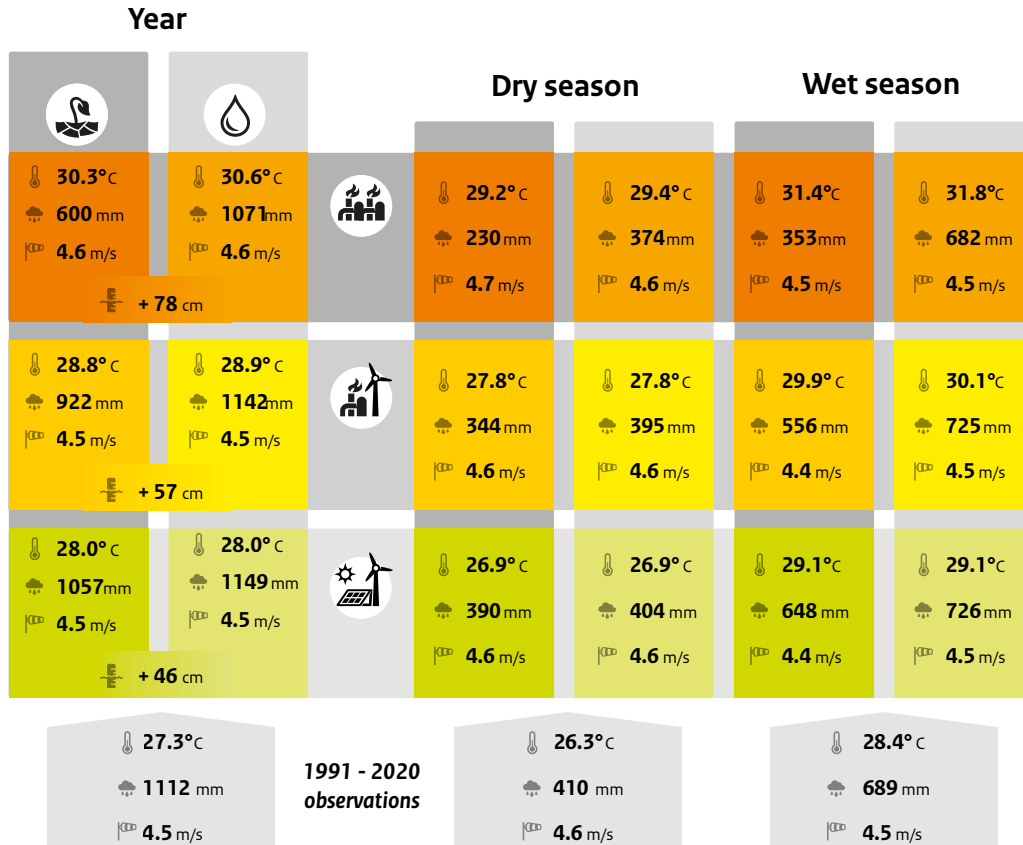 Year
Dry season
Wet season
30.3°C
600 mm
4.6 m/s
30.6°C
1071mm
4.6 m/s
+ 78 cm
29.2°C
230 mm
4.7 m/s
29.4°C
374mm
4.6 m/s
31.4°C
353mm
4.5 m/s
31.8°C
682 mm
4.5 m/s
28.8°C
922 mm
4.5 m/s
28.9°C
1142mm
4.5 m/s
+ 57 cm
27.8°C
344 mm
4.6 m/s
27.8°C
395 mm
4.6 m/s
29.9°C
556 mm
4.4 m/s
30.1°C
725 mm
4.5 m/s
28.0°C
1057mm
4.5 m/s
28.0°C
1149 mm
4.5 m/s
+ 46 cm
26.9°C
390 mm
4.6 m/s
26.9°C
404 mm
4.6 m/s
29.1°C
648 mm
4.4 m/s
29.1°C
726 mm
4.5 m/s
27.3°C
1112 mm
4.5 m/s
1991 - 2020
observations
26.3°C
410 mm
4.6 m/s
28.4°C
689 mm
4.5 m/s